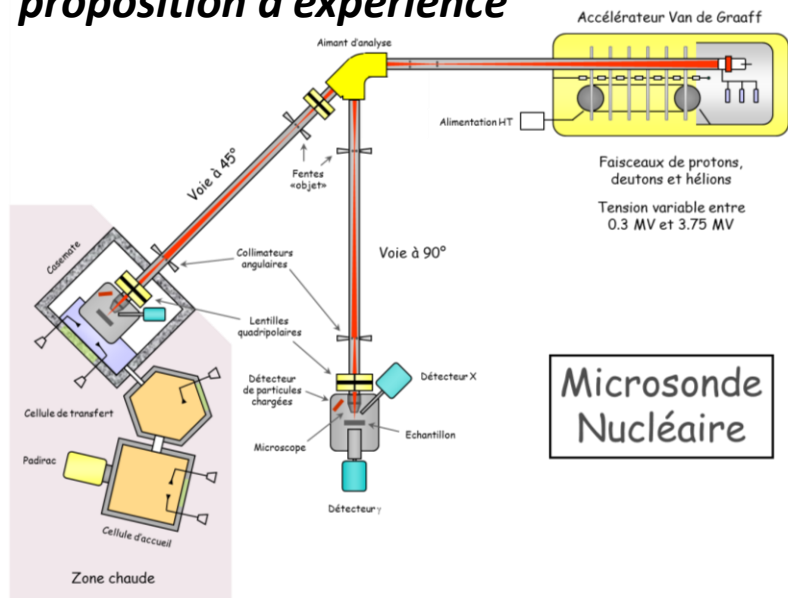 proposition d'expérience
Accélérateur Van de Graaff
Aimant d'analyse
Alimentation HT
Faisceaux de protons,
deutons et hélions
Tension variable entre
0.3 MV et 3.75 MV
Voie à 45°
Fentes
«objet»
Voie à 90°
Casemate
Collimateurs
angulaires
Lentilles
quadripolaires
Détecteur
de particules
chargées
Détecteur X
Microscope
Echantillon
Détecteur γ
Cellule de transfert
Padirac
Cellule d'accueil
Zone chaude
Microsonde
Nucléaire